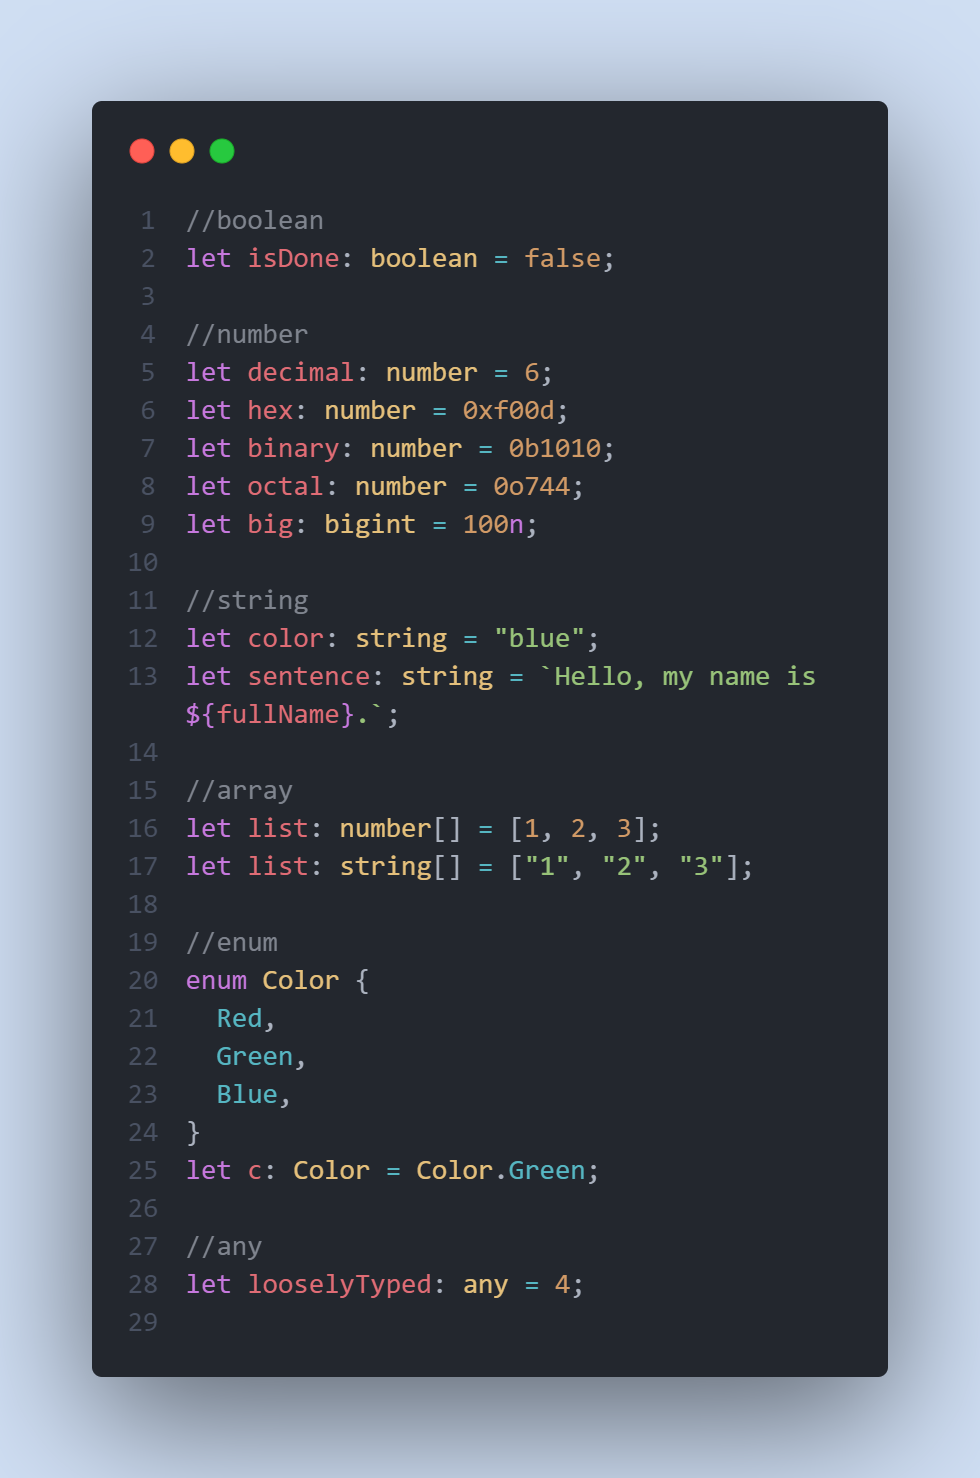 1 //boolean
2 let isDone: boolean = false;
3
4 //number
5 let decimal: number = 6;
6 let hex: number = 0xf00d;
7 let binary: number = 0b1010;
8 let octal: number = 0o744;
9 let big: bigint = 100n;
10
11 //string
12 let color: string = "blue";
13 let sentence: string = `Hello, my name is
${fullName}.`;
14
15 //array
16 let list: number[] = [1, 2, 3];
17 let list: string[] = ["1", "2", "3"];
18
19 //enum
20 enum Color {
21   Red,
22   Green,
23   Blue,
24 }
25 let c: Color = Color.Green;
26
27 //any
28 let looselyTyped: any = 4;
29